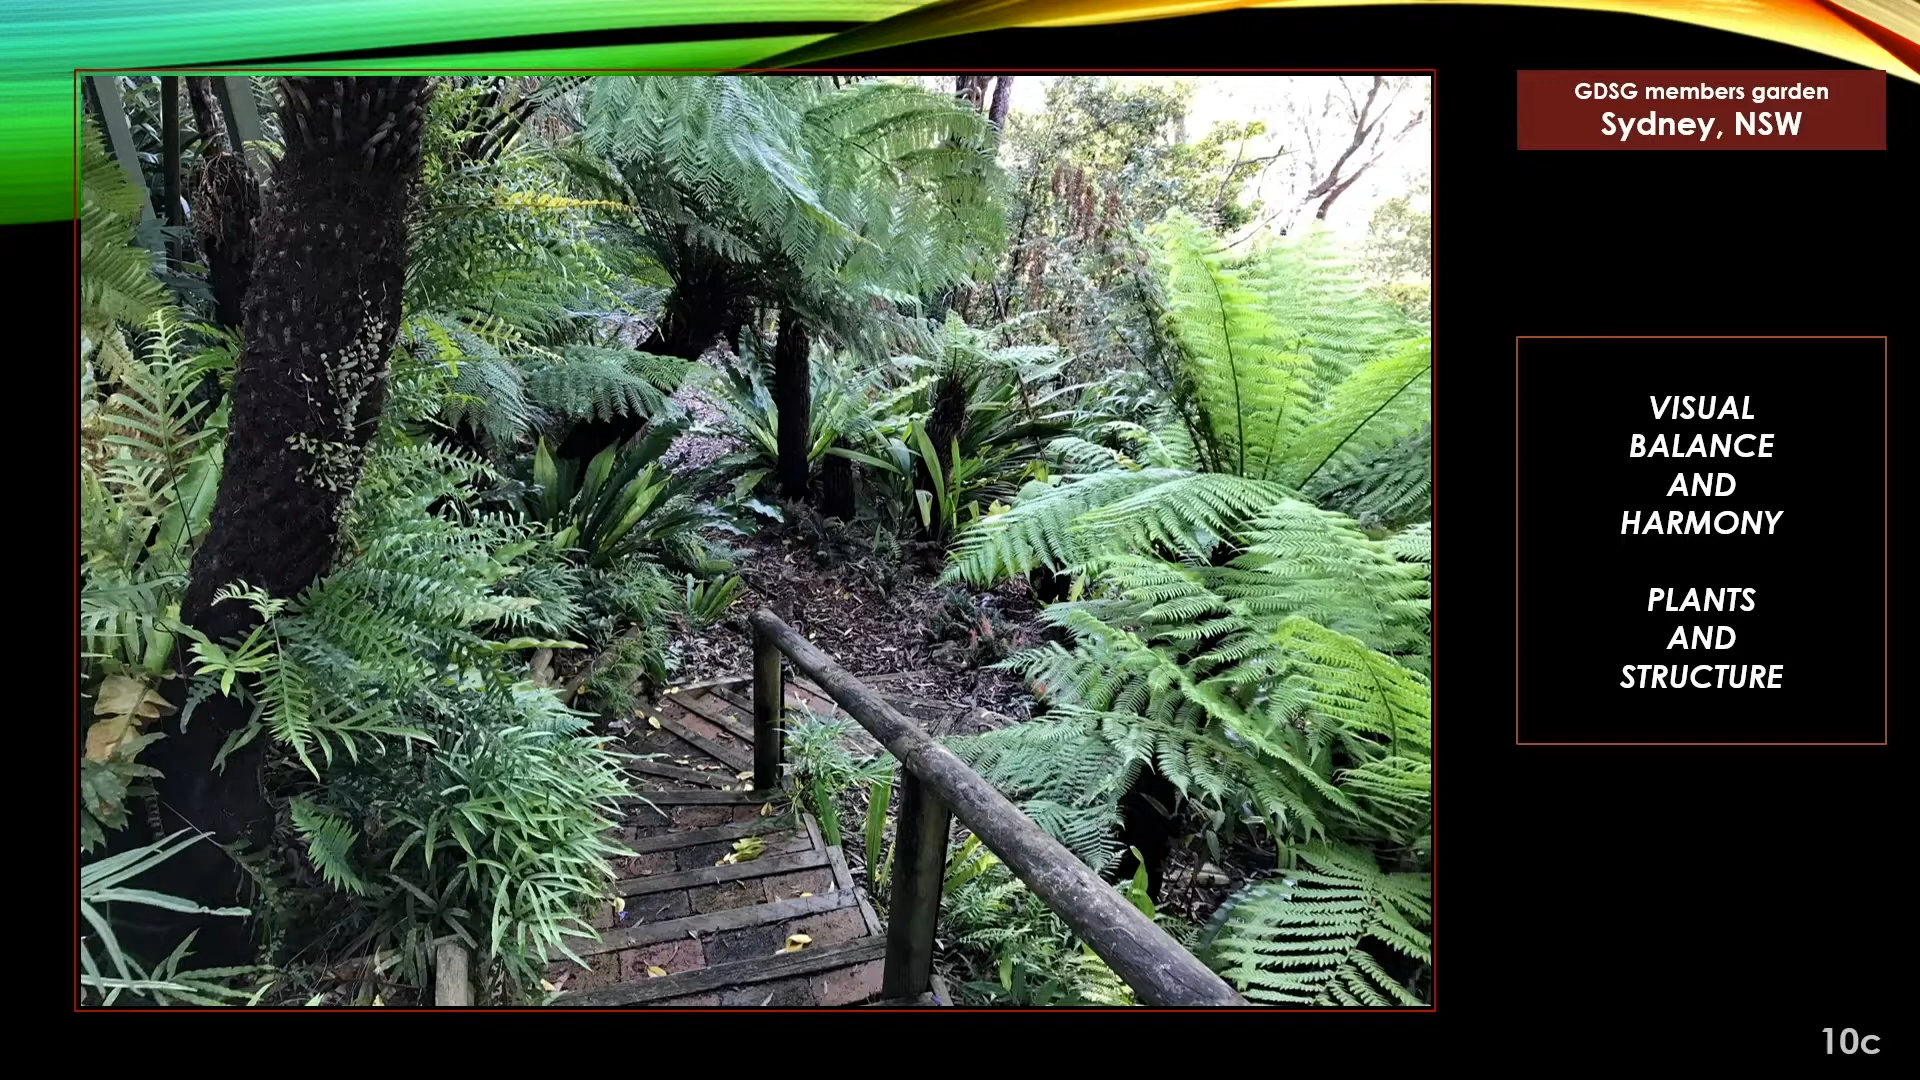 GDSG members garden
Sydney, NSW
VISUAL
BALANCE
AND
HARMONY
PLANTS
AND
STRUCTURE
10c